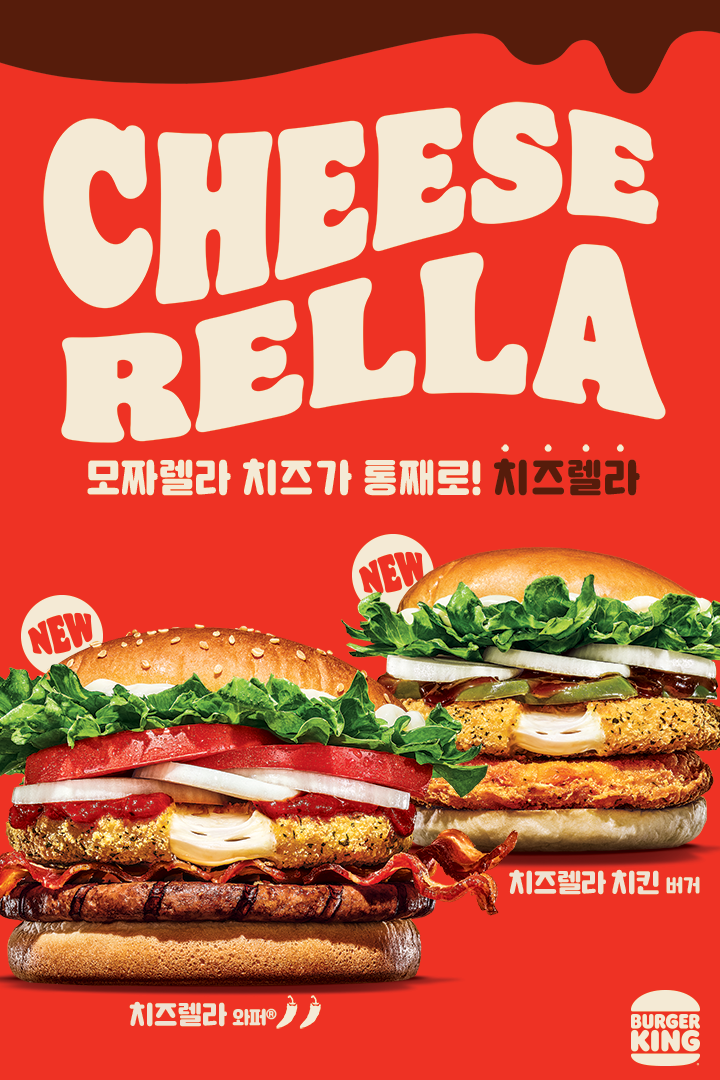 CHEESE
RELLA
모짜렐라 치즈가 통째로! 치즈렐라
NEW
NEW
치즈렐라 치킨 버거
치즈렐라 와퍼®
BURGER
KING